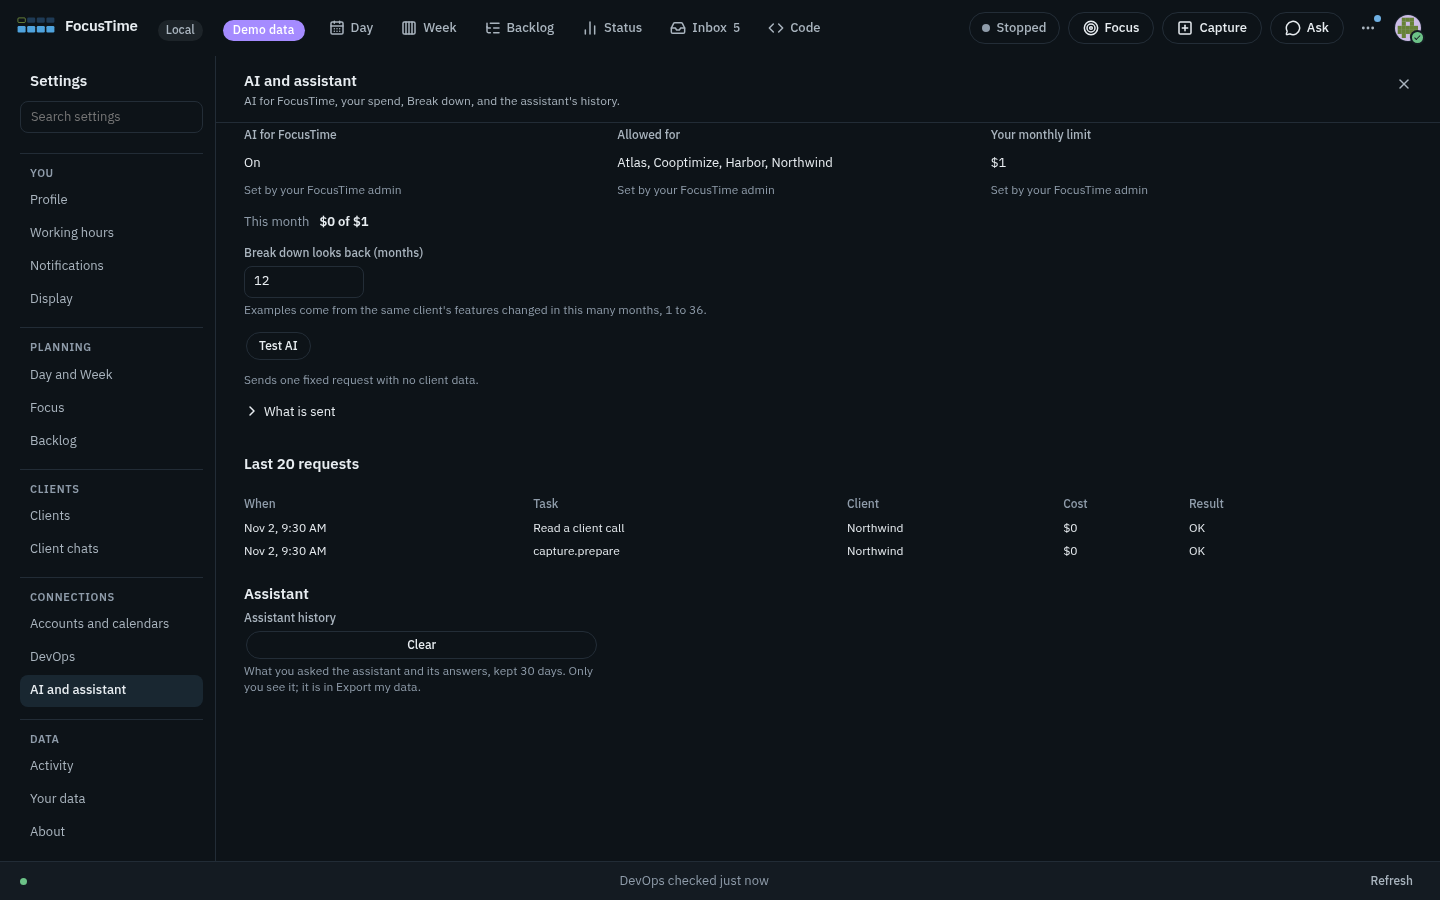 FocusTime
Local
Demo data
Day
Week
Backlog
Status
Inbox 5
Code
Stopped
Focus
Capture
Ask
Settings
Search settings
YOU
Profile
Working hours
Notifications
Display
PLANNING
Day and Week
Focus
Backlog
CLIENTS
Clients
Client chats
CONNECTIONS
Accounts and calendars
DevOps
AI and assistant
DATA
Activity
Your data
About
AI and assistant
AI for FocusTime, your spend, Break down, and the assistant's history.
AI for FocusTime
On
Set by your FocusTime admin
Allowed for
Atlas, Cooptimize, Harbor, Northwind
Set by your FocusTime admin
Your monthly limit
$1
Set by your FocusTime admin
This month $0 of $1
Break down looks back (months)
12
Examples come from the same client's features changed in this many months, 1 to 36.
Test AI
Sends one fixed request with no client data.
What is sent
Last 20 requests
When Task Client Cost Result
Nov 2, 9:30 AM Read a client call Northwind $0 OK
Nov 2, 9:30 AM capture.prepare Northwind $0 OK
Assistant
Assistant history
Clear
What you asked the assistant and its answers, kept 30 days. Only
you see it; it is in Export my data.
DevOps checked just now
Refresh